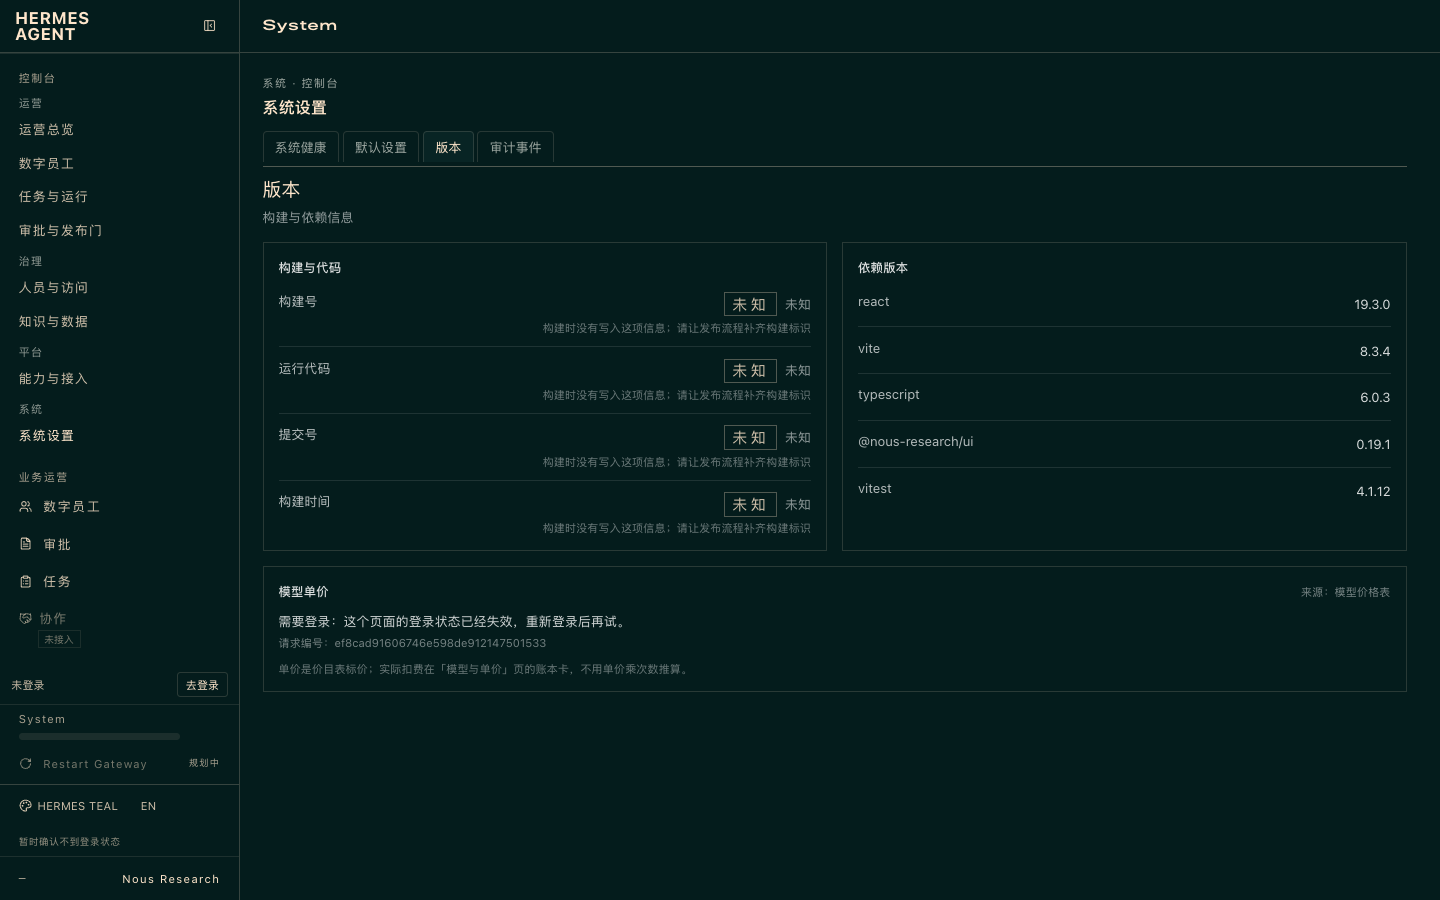 HERMES
AGENT
控制台
运营
运营总览
数字员工
任务与运行
审批与发布门
治理
人员与访问
知识与数据
平台
能力与接入
系统
系统设置
业务运营
数字员工
审批
任务
协作
未接入
未登录
去登录
System
Restart Gateway
规划中
HERMES TEAL
EN
暂时确认不到登录状态
—
Nous Research
System
系统 · 控制台
系统设置
系统健康
默认设置
版本
审计事件
版本
构建与依赖信息
构建与代码
构建号
未知 未知
构建时没有写入这项信息；请让发布流程补齐构建标识
运行代码
未知 未知
构建时没有写入这项信息；请让发布流程补齐构建标识
提交号
未知 未知
构建时没有写入这项信息；请让发布流程补齐构建标识
构建时间
未知 未知
构建时没有写入这项信息；请让发布流程补齐构建标识
依赖版本
react 19.3.0
vite 8.3.4
typescript 6.0.3
@nous-research/ui 0.19.1
vitest 4.1.12
模型单价
来源：模型价格表
需要登录：这个页面的登录状态已经失效，重新登录后再试。
请求编号：ef8cad91606746e598de912147501533
单价是价目表标价；实际扣费在「模型与单价」页的账本卡，不用单价乘次数推算。